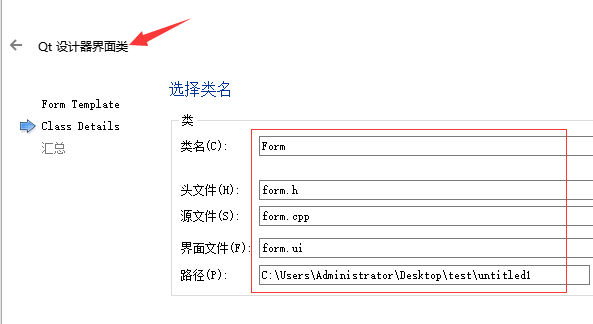 Qt 设计器界面类
Form Template
Class Details
汇总
选择类名
类
类名(C): Form
头文件(H): form.h
源文件(S): form.cpp
界面文件(F): form.ui
路径(P): C:\Users\Administrator\Desktop\test\untitled1